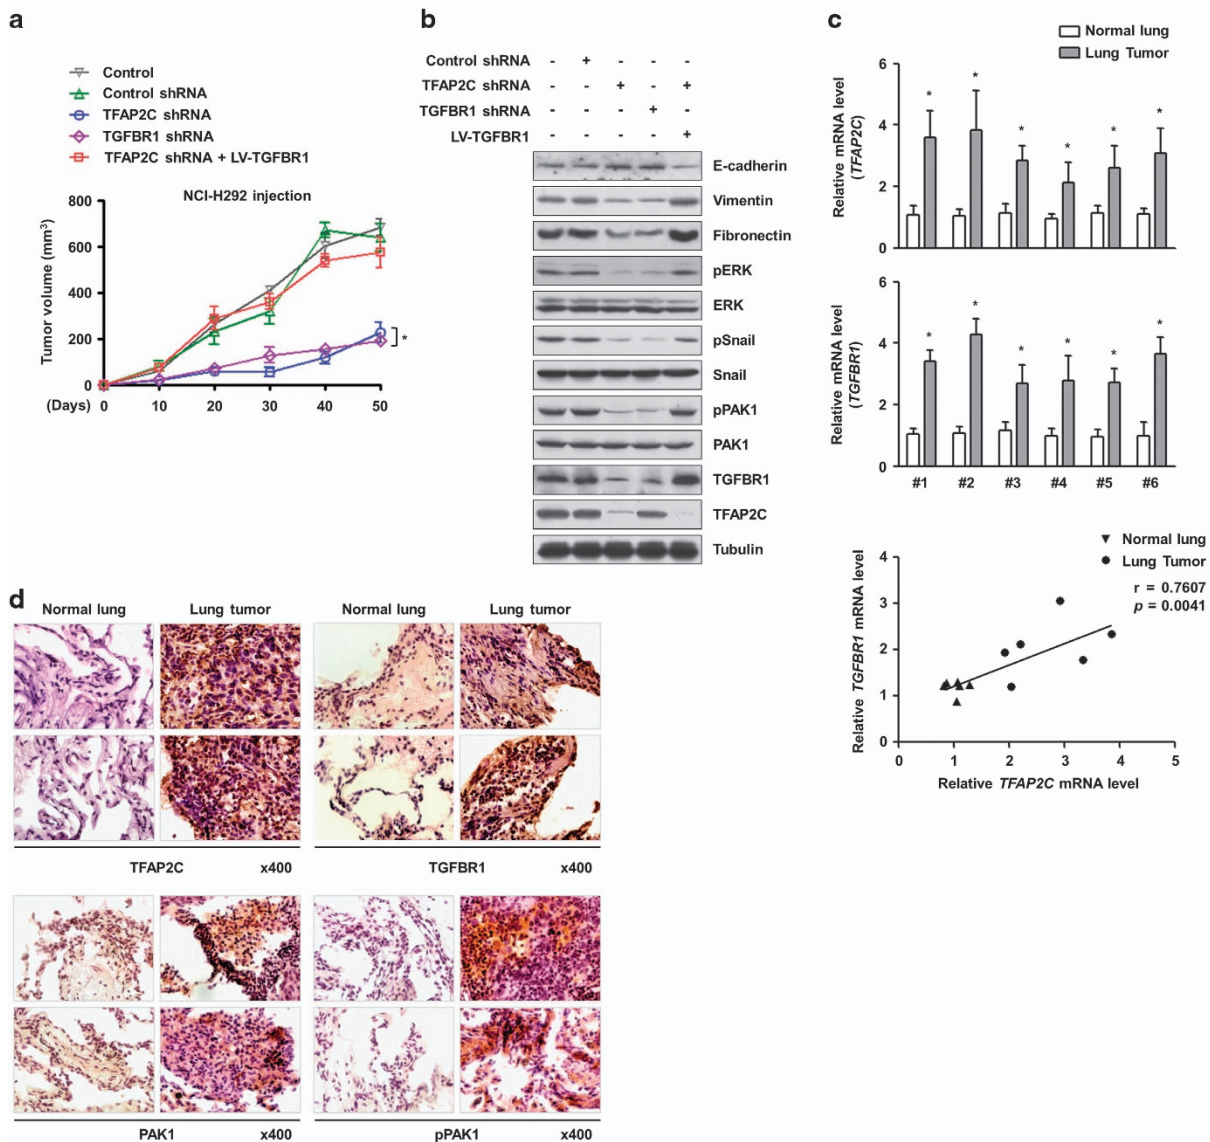 a
Control
Control shRNA
TFAP2C shRNA
TGFBR1 shRNA
TFAP2C shRNA + LV-TGFBR1
NCI-H292 injection
Tumor volume (mm³)
800
600
400
200
0
*
(Days)
0 10 20 30 40 50
b
Control shRNA - + - - -
TFAP2C shRNA - - + - +
TGFBR1 shRNA - - - + -
LV-TGFBR1 - - - - +
E-cadherin
Vimentin
Fibronectin
pERK
ERK
pSnail
Snail
pPAK1
PAK1
TGFBR1
TFAP2C
Tubulin
c
Normal lung
Lung Tumor
Relative mRNA level
(TFAP2C)
6
4
2
0
* * * * * *
Relative mRNA level
(TGFBR1)
6
4
2
0
* * * * * *
#1 #2 #3 #4 #5 #6
Normal lung
Lung Tumor
r = 0.7607
p = 0.0041
Relative TGFBR1 mRNA level
4
3
2
1
0
0 1 2 3 4 5
Relative TFAP2C mRNA level
d
Normal lung Lung tumor Normal lung Lung tumor
TFAP2C x400 TGFBR1 x400
PAK1 x400 pPAK1 x400